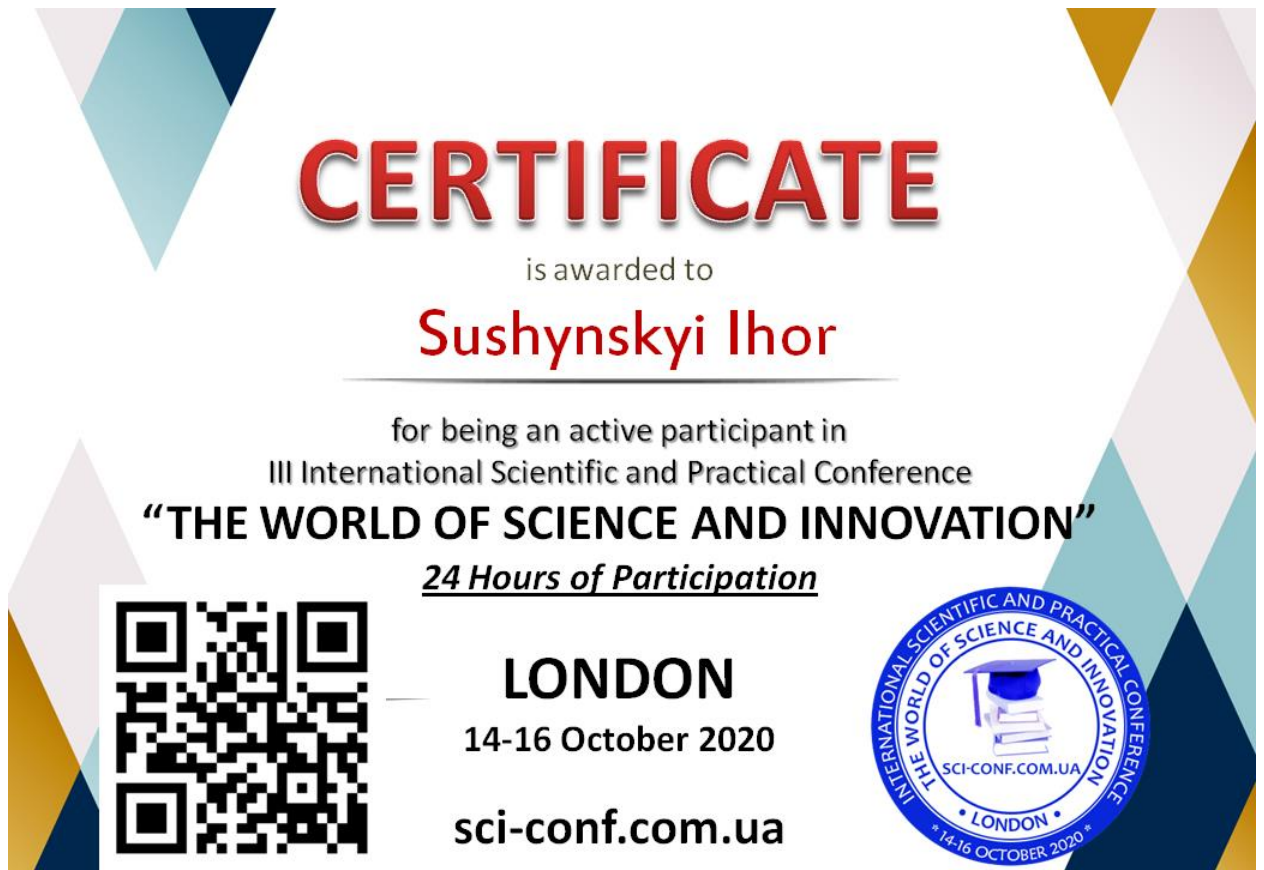 CERTIFICATE
is awarded to
Sushynskyi Ihor
for being an active participant in
III International Scientific and Practical Conference
“THE WORLD OF SCIENCE AND INNOVATION”
24 Hours of Participation
LONDON
14-16 October 2020
sci-conf.com.ua
INTERNATIONAL SCIENTIFIC AND PRACTICAL CONFERENCE
THE WORLD OF SCIENCE AND INNOVATION
SCI-CONF.COM.UA
• LONDON •
* 14-16 OCTOBER 2020 *